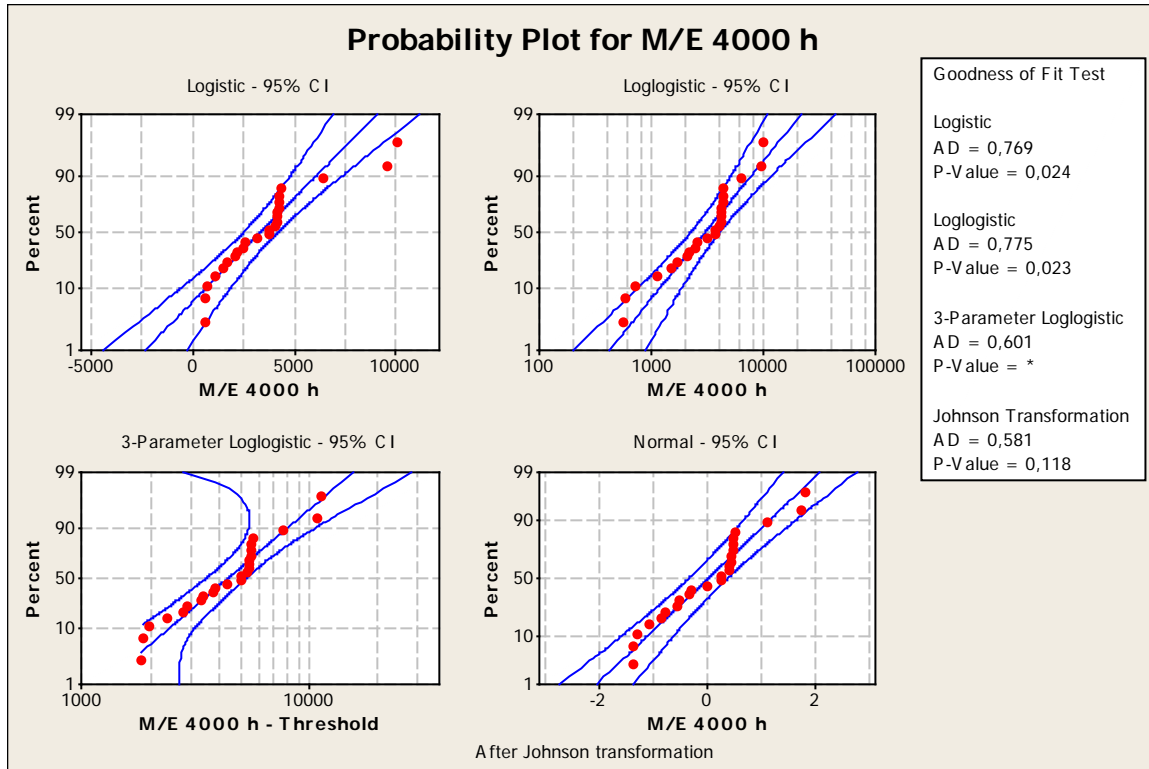 Probability Plot for M/E 4000 h
Logistic - 95% CI
99
90
50
10
1
Percent
-5000
0
5000
10000
M/E 4000 h
Loglogistic - 95% CI
99
90
50
10
1
Percent
100
1000
10000
100000
M/E 4000 h
3-Parameter Loglogistic - 95% CI
99
90
50
10
1
Percent
1000
10000
M/E 4000 h - Threshold
Normal - 95% CI
99
90
50
10
1
Percent
-2
0
2
M/E 4000 h
After Johnson transformation
Goodness of Fit Test
Logistic
AD = 0,769
P-Value = 0,024
Loglogistic
AD = 0,775
P-Value = 0,023
3-Parameter Loglogistic
AD = 0,601
P-Value = *
Johnson Transformation
AD = 0,581
P-Value = 0,118